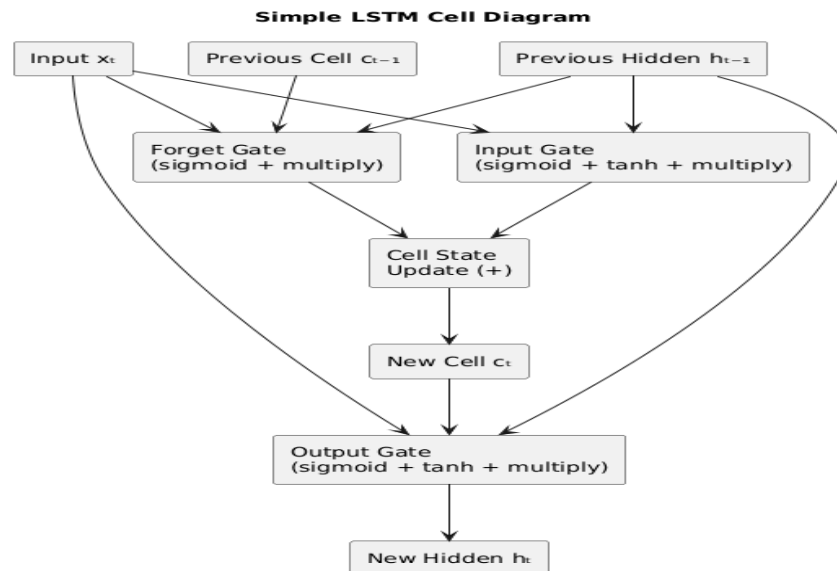 Simple LSTM Cell Diagram
Input xₜ
Previous Cell cₜ₋₁
Previous Hidden hₜ₋₁
Forget Gate
(sigmoid + multiply)
Input Gate
(sigmoid + tanh + multiply)
Cell State
Update (+)
New Cell cₜ
Output Gate
(sigmoid + tanh + multiply)
New Hidden hₜ